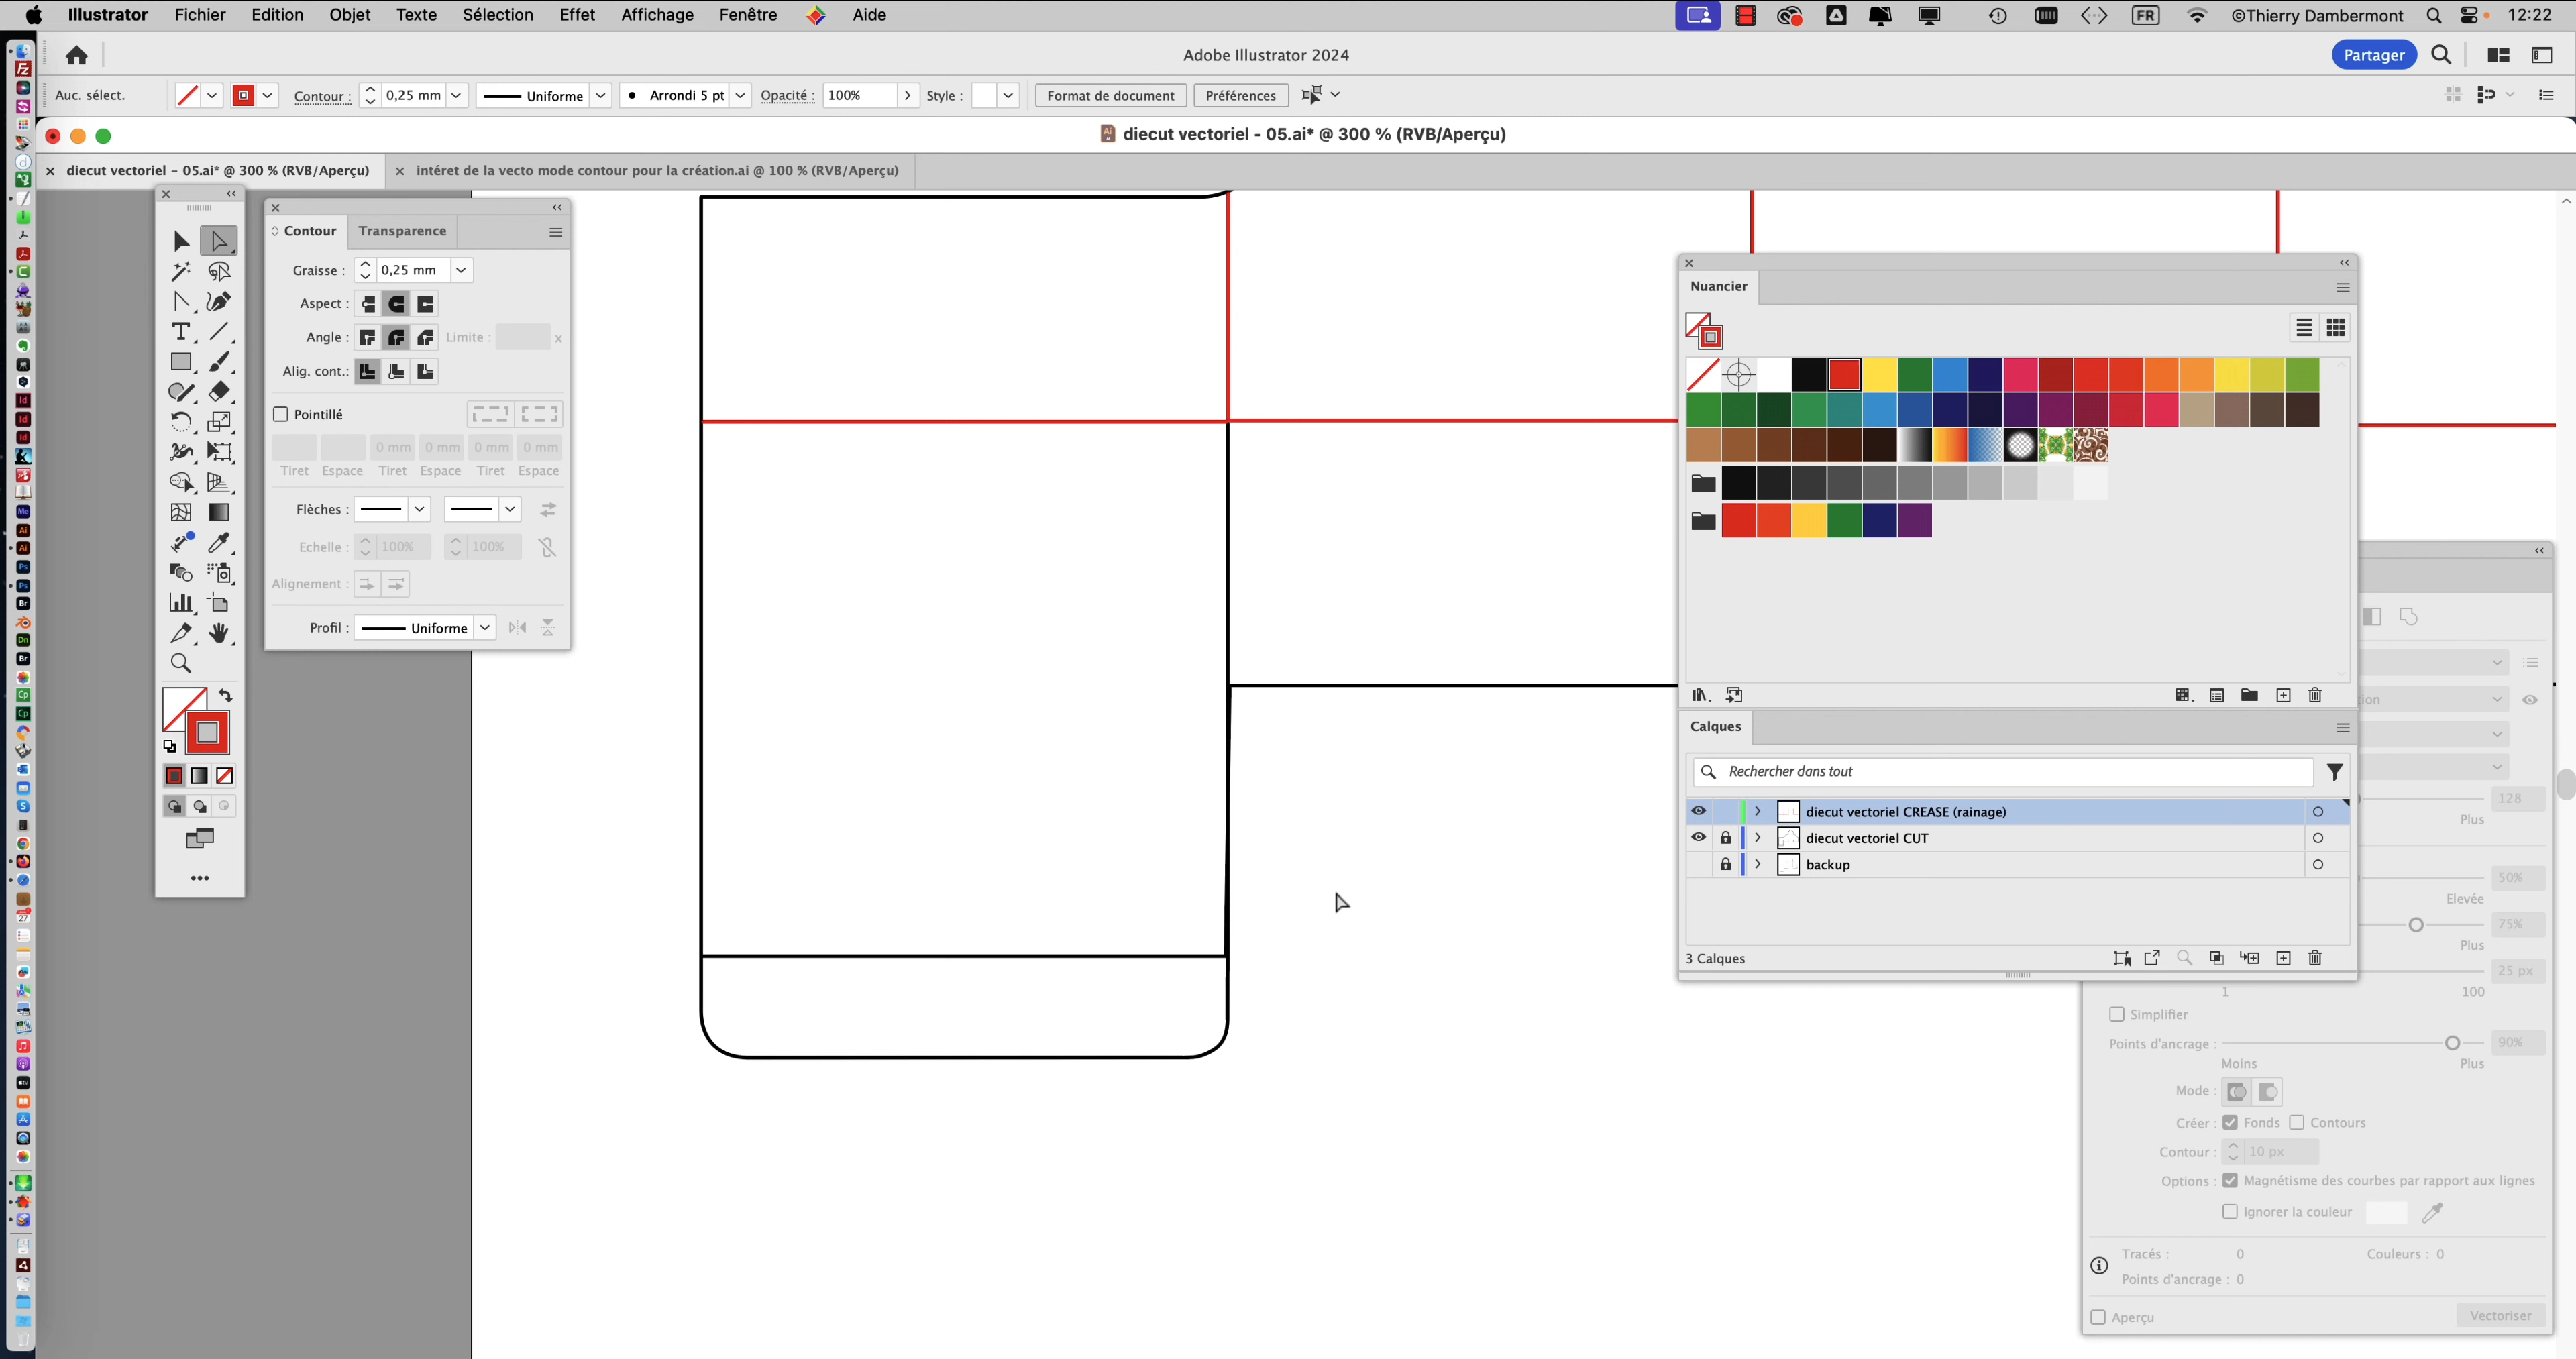 Illustrator Fichier Edition Objet Texte Sélection Effet Affichage Fenêtre Aide FR ©Thierry Dambermont 12:22
Adobe Illustrator 2024 Partager
Auc. sélect. Contour : 0,25 mm Uniforme Arrondi 5 pt Opacité : 100% Style : Format de document Préférences
diecut vectoriel - 05.ai* @ 300 % (RVB/Aperçu)
diecut vectoriel - 05.ai* @ 300 % (RVB/Aperçu) intéret de la vecto mode contour pour la création.ai @ 100 % (RVB/Aperçu)
Contour Transparence
Graisse : 0,25 mm
Aspect :
Angle : Limite : x
Alig. cont.:
Pointillé
0 mm 0 mm 0 mm 0 mm
Tiret Espace Tiret Espace Tiret Espace
Flèches :
Echelle : 100% 100%
Alignement :
Profil : Uniforme
Nuancier
Calques
Rechercher dans tout
diecut vectoriel CREASE (rainage)
diecut vectoriel CUT
backup
3 Calques
tion
128
Plus
50%
Elevée
75%
Plus
25 px
1 100
Simplifier
Points d'ancrage : 90%
Moins Plus
Mode :
Créer : Fonds Contours
Contour : 10 px
Options : Magnétisme des courbes par rapport aux lignes
Ignorer la couleur
Tracés : 0 Couleurs : 0
Points d'ancrage : 0
Aperçu Vectoriser